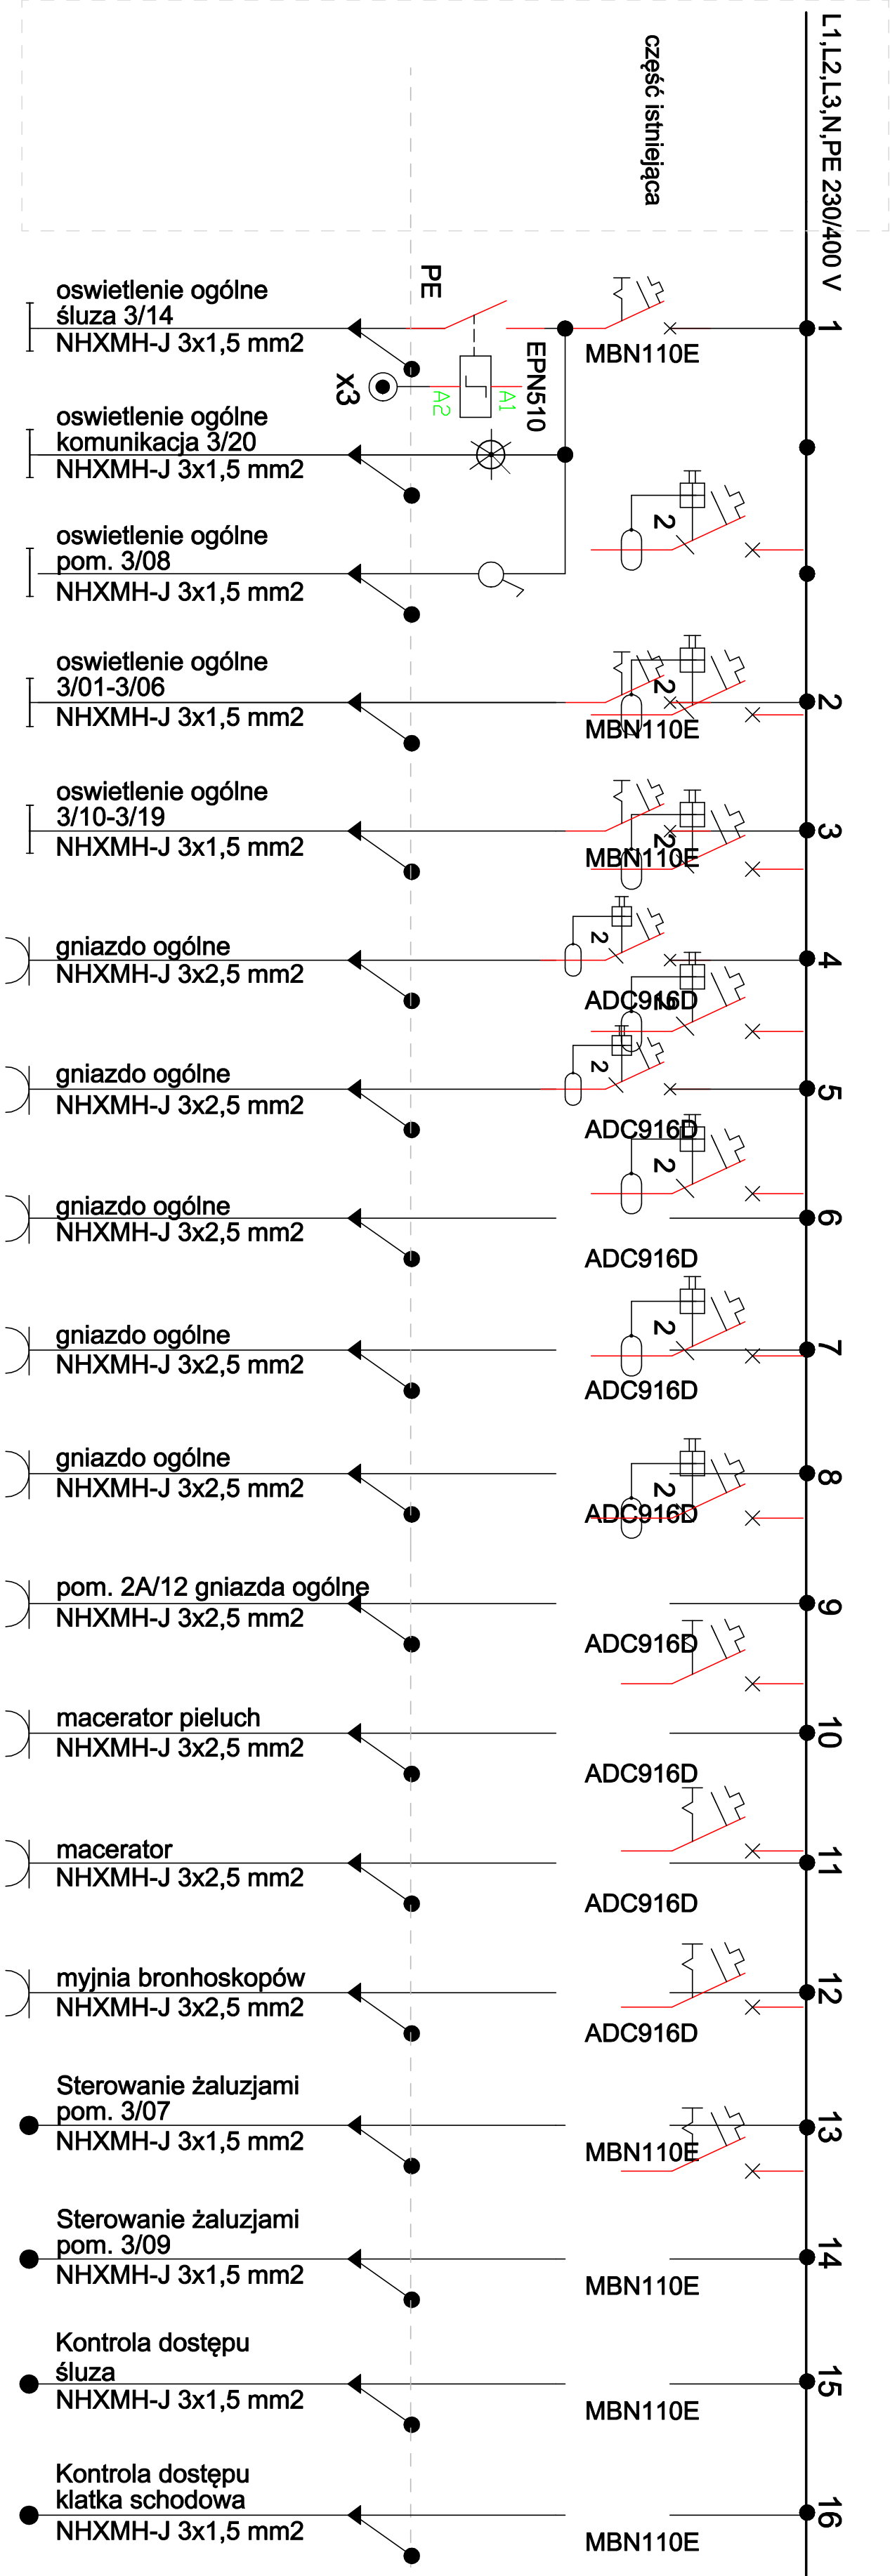 L1,L2,L3,N,PE 230/400 V
część istniejąca
PE
oswietlenie ogólne
śluza 3/14
NHXMH-J 3x1,5 mm2
1
MBN110E
EPN510
A1
A2
x3
oswietlenie ogólne
komunikacja 3/20
NHXMH-J 3x1,5 mm2
2
oswietlenie ogólne
pom. 3/08
NHXMH-J 3x1,5 mm2
oswietlenie ogólne
3/01-3/06
NHXMH-J 3x1,5 mm2
2
MBN110E
2
oswietlenie ogólne
3/10-3/19
NHXMH-J 3x1,5 mm2
2
MBN110E
3
gniazdo ogólne
NHXMH-J 3x2,5 mm2
2
ADC916D
2
4
gniazdo ogólne
NHXMH-J 3x2,5 mm2
2
ADC916D
5
gniazdo ogólne
NHXMH-J 3x2,5 mm2
2
ADC916D
6
gniazdo ogólne
NHXMH-J 3x2,5 mm2
2
ADC916D
7
gniazdo ogólne
NHXMH-J 3x2,5 mm2
2
ADC916D
8
pom. 2A/12 gniazda ogólne
NHXMH-J 3x2,5 mm2
ADC916D
9
macerator pieluch
NHXMH-J 3x2,5 mm2
ADC916D
10
macerator
NHXMH-J 3x2,5 mm2
ADC916D
11
myjnia bronhoskopów
NHXMH-J 3x2,5 mm2
ADC916D
12
Sterowanie żaluzjami
pom. 3/07
NHXMH-J 3x1,5 mm2
MBN110E
13
Sterowanie żaluzjami
pom. 3/09
NHXMH-J 3x1,5 mm2
MBN110E
14
Kontrola dostępu
śluza
NHXMH-J 3x1,5 mm2
MBN110E
15
Kontrola dostępu
klatka schodowa
NHXMH-J 3x1,5 mm2
MBN110E
16